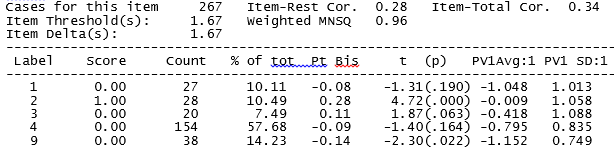 Cases for this item 267 Item-Rest Cor. 0.28 Item-Total Cor. 0.34
Item Threshold(s): 1.67 Weighted MNSQ 0.96
Item Delta(s): 1.67
Label Score Count % of tot Pt Bis t (p) PV1Avg:1 PV1 SD:1
1 0.00 27 10.11 -0.08 -1.31(.190) -1.048 1.013
2 1.00 28 10.49 0.28 4.72(.000) -0.009 1.058
3 0.00 20 7.49 0.11 1.87(.063) -0.418 1.088
4 0.00 154 57.68 -0.09 -1.40(.164) -0.795 0.835
9 0.00 38 14.23 -0.14 -2.30(.022) -1.152 0.749